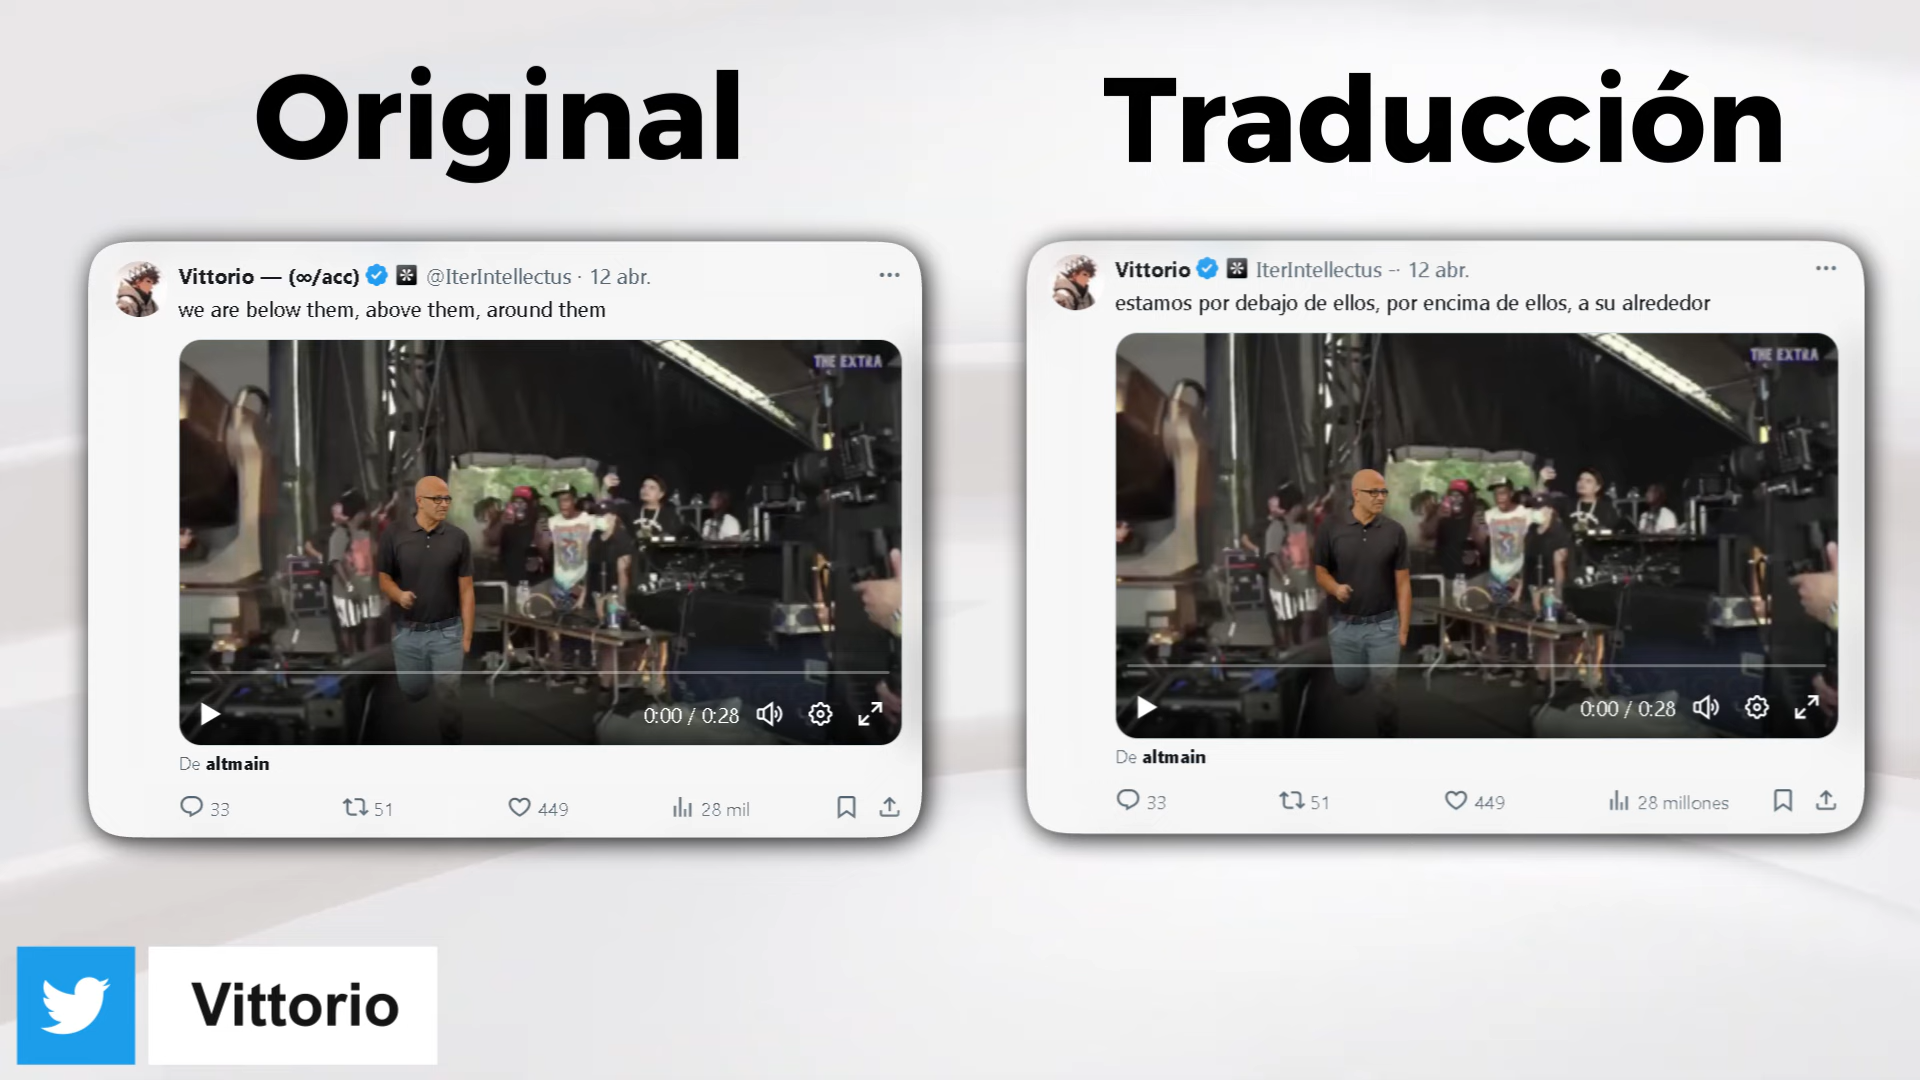 Original
Vittorio — (∞/acc) @IterIntellectus · 12 abr.
we are below them, above them, around them
THE EXTRA
0:00 / 0:28
De altmain
33 51 449 28 mil
Traducción
Vittorio IterIntellectus -· 12 abr.
estamos por debajo de ellos, por encima de ellos, a su alrededor
THE EXTRA
0:00 / 0:28
De altmain
33 51 449 28 millones
Vittorio